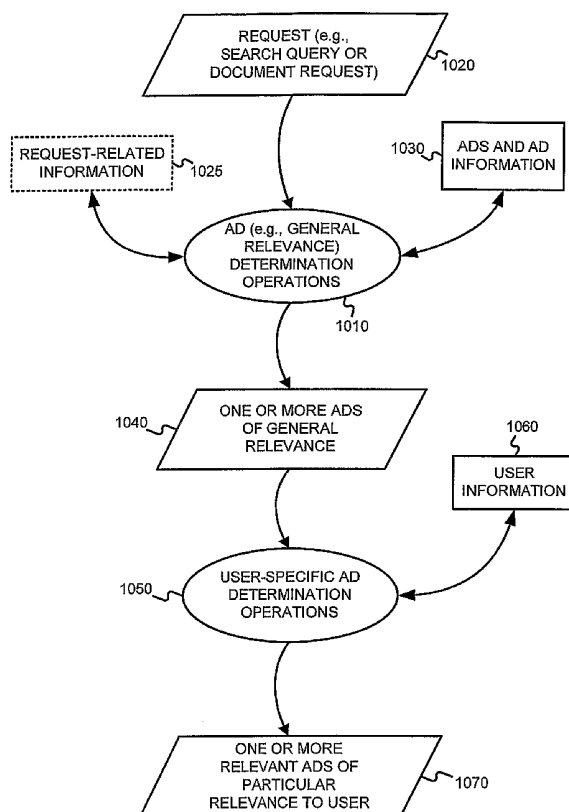 REQUEST (e.g.,
SEARCH QUERY OR
DOCUMENT REQUEST)
1020
REQUEST-RELATED
INFORMATION
1025
1030
ADS AND AD
INFORMATION
AD (e.g., GENERAL
RELEVANCE)
DETERMINATION
OPERATIONS
1010
1040
ONE OR MORE ADS
OF GENERAL
RELEVANCE
1060
USER
INFORMATION
1050
USER-SPECIFIC AD
DETERMINATION
OPERATIONS
ONE OR MORE
RELEVANT ADS OF
PARTICULAR
RELEVANCE TO USER
1070